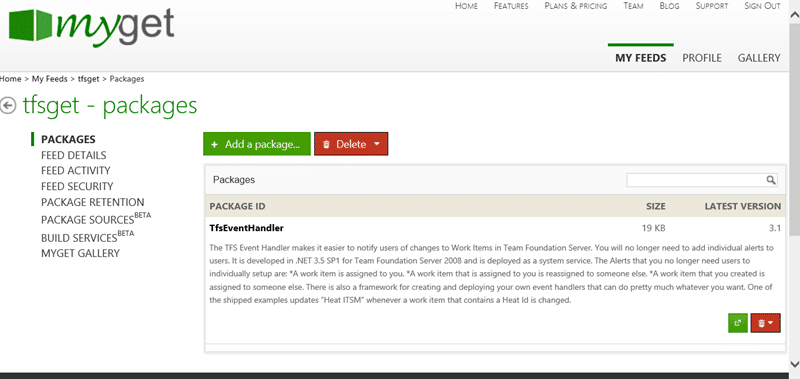 Home Features Plans & pricing Team Blog Support Sign Out
myget
MY FEEDS PROFILE GALLERY
Home > My Feeds > tfsget > Packages
tfsget - packages
PACKAGES
FEED DETAILS
FEED ACTIVITY
FEED SECURITY
PACKAGE RETENTION
PACKAGE SOURCES BETA
BUILD SERVICES BETA
MYGET GALLERY
+ Add a package... Delete
Packages
PACKAGE ID SIZE LATEST VERSION
TfsEventHandler 19 KB 3.1
The TFS Event Handler makes it easier to notify users of changes to Work Items in Team Foundation Server. You will no longer need to add individual alerts to
users. It is developed in .NET 3.5 SP1 for Team Foundation Server 2008 and is deployed as a system service. The Alerts that you no longer need users to
individually setup are: *A work item is assigned to you. *A work item that is assigned to you is reassigned to someone else. *A work item that you created is
assigned to someone else. There is also a framework for creating and deploying your own event handlers that can do pretty much whatever you want. One of
the shipped examples updates "Heat ITSM" whenever a work item that contains a Heat Id is changed.